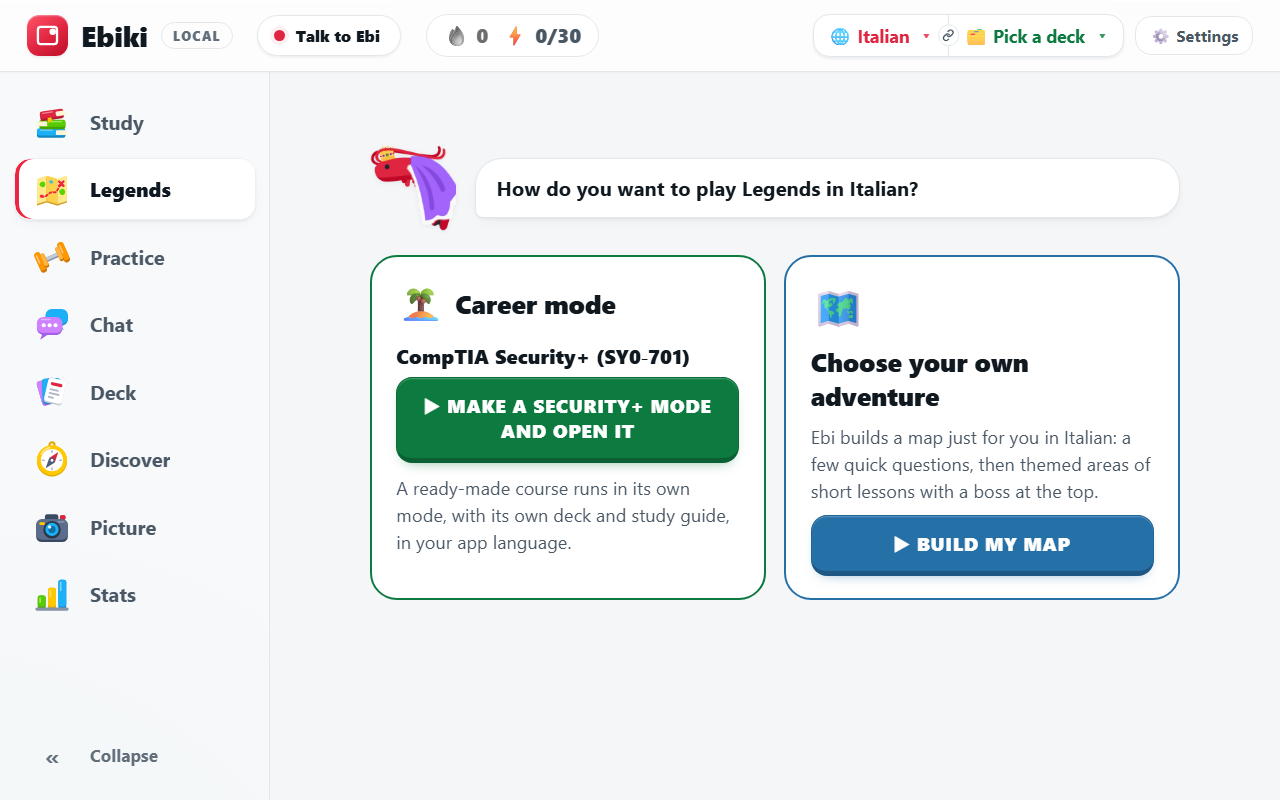 Ebiki
LOCAL
Talk to Ebi
0
0/30
Italian
Pick a deck
Settings
Study
Legends
Practice
Chat
Deck
Discover
Picture
Stats
« Collapse
How do you want to play Legends in Italian?
Career mode
CompTIA Security+ (SY0-701)
▶ MAKE A SECURITY+ MODE
AND OPEN IT
A ready-made course runs in its own
mode, with its own deck and study guide,
in your app language.
Choose your own
adventure
Ebi builds a map just for you in Italian: a
few quick questions, then themed areas of
short lessons with a boss at the top.
▶ BUILD MY MAP